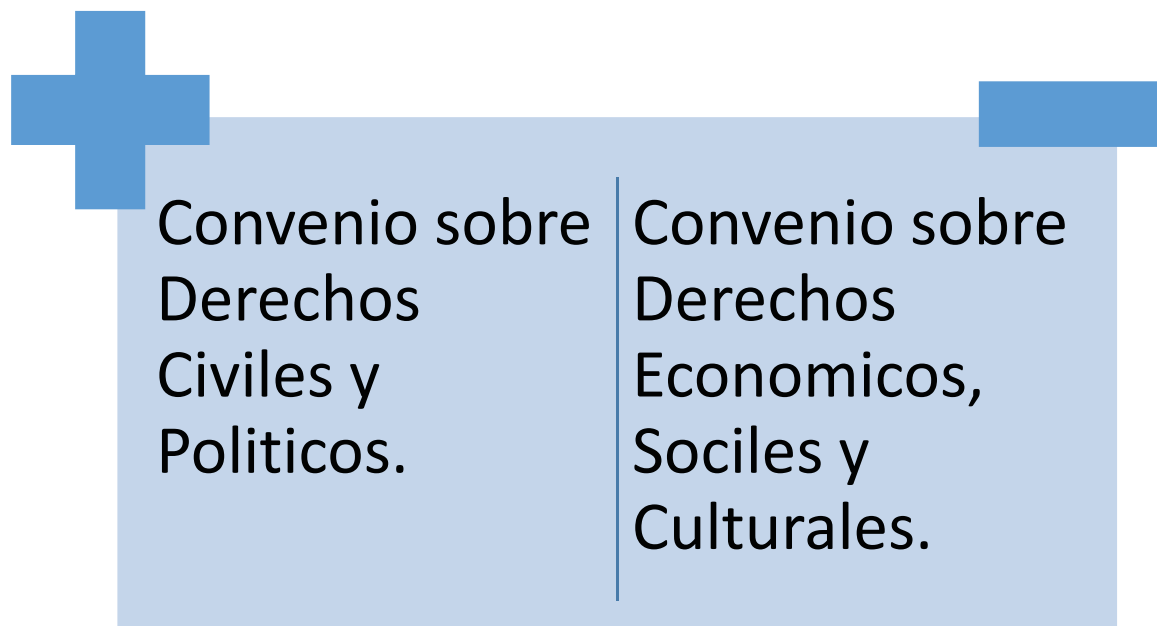 Convenio sobre
Derechos
Civiles y
Politicos.
Convenio sobre
Derechos
Economicos,
Sociles y
Culturales.